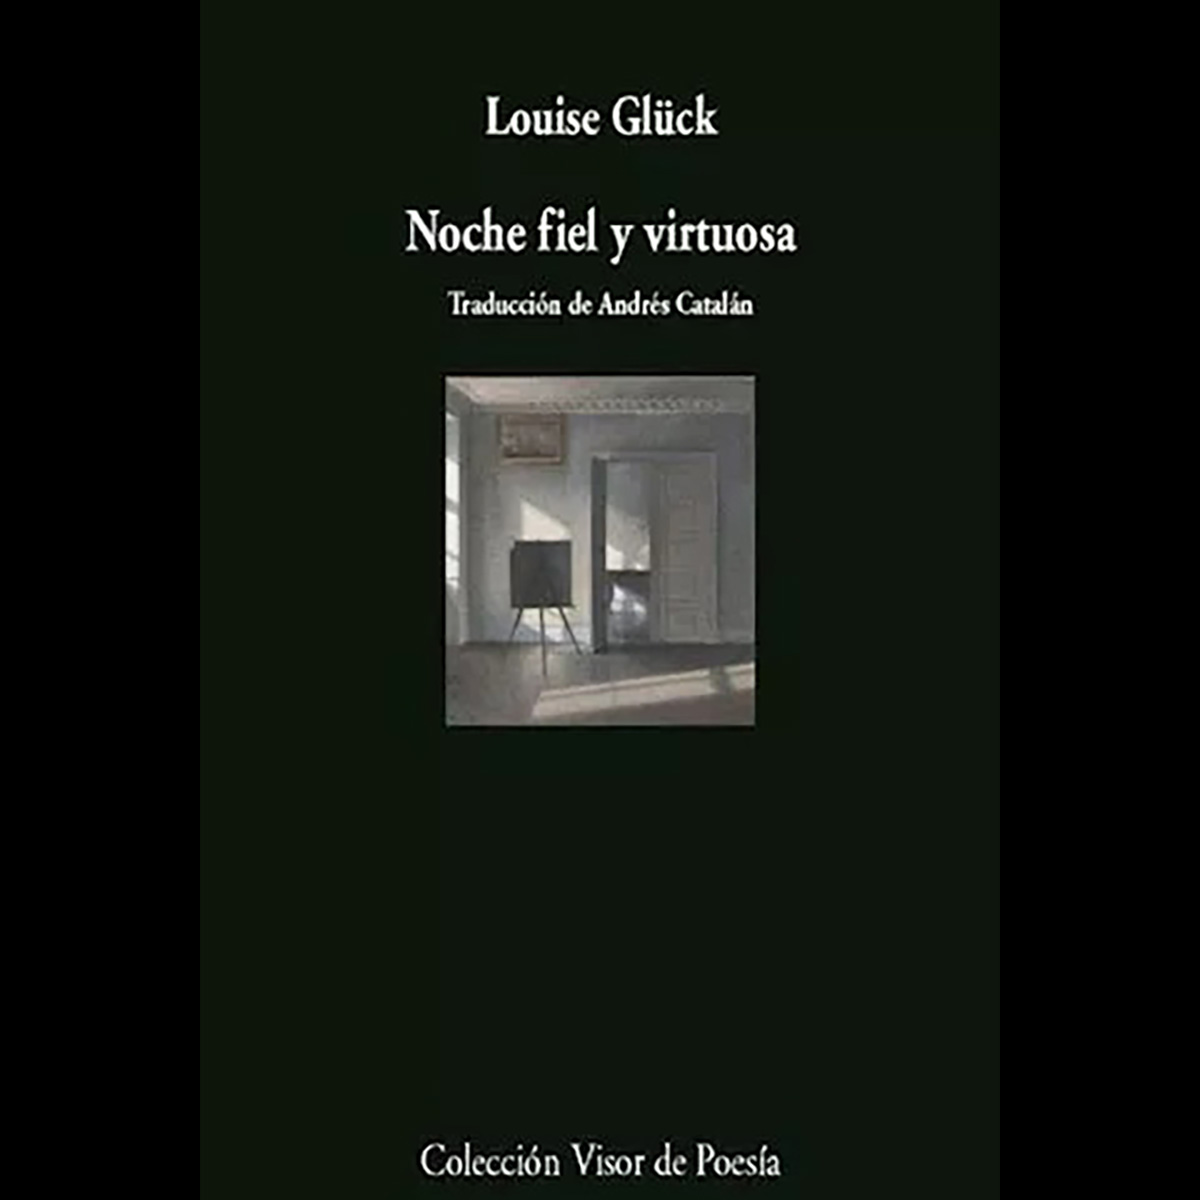 Louise Glück
Noche fiel y virtuosa
Traducción de Andrés Catalán
Colección Visor de Poesía